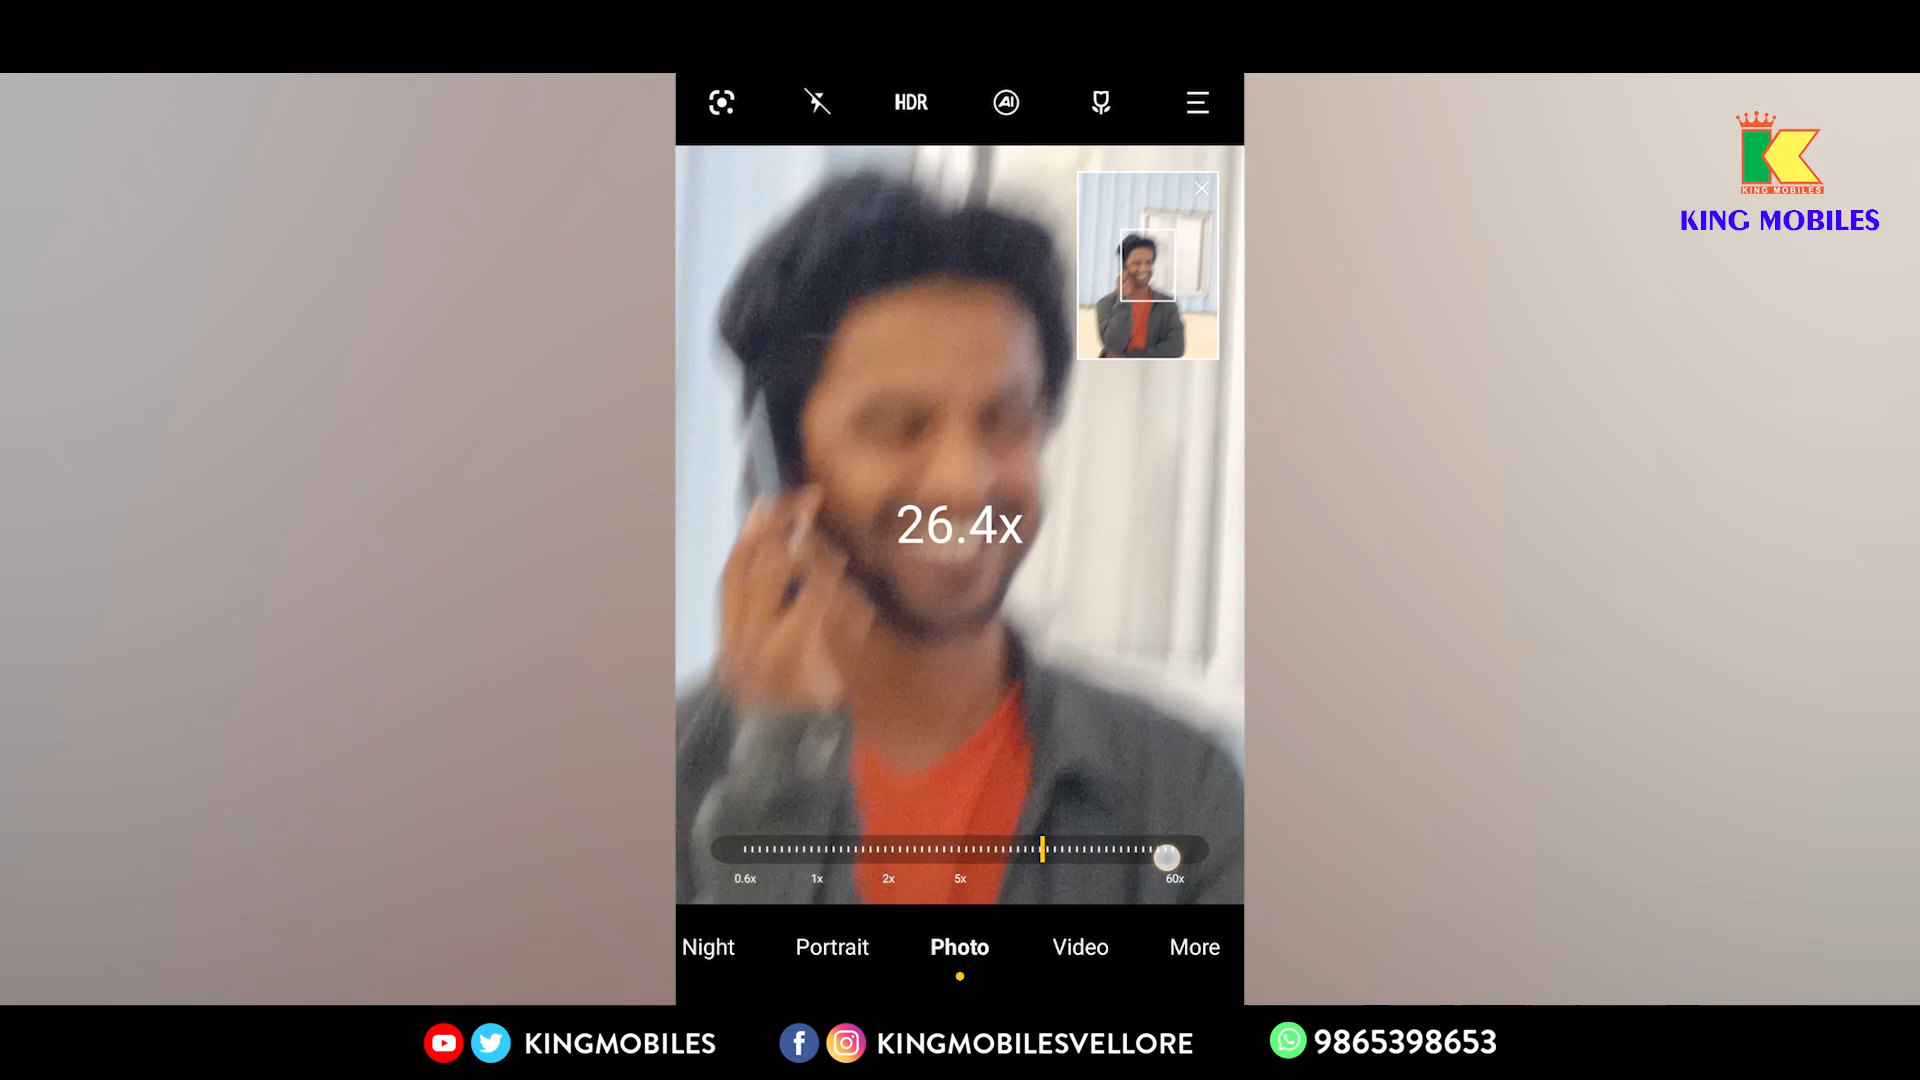 HDR
AI
KING MOBILES
KING MOBILES
26.4x
0.6x 1x 2x 5x 60x
Night Portrait Photo Video More
KINGMOBILES KINGMOBILESVELLORE 9865398653